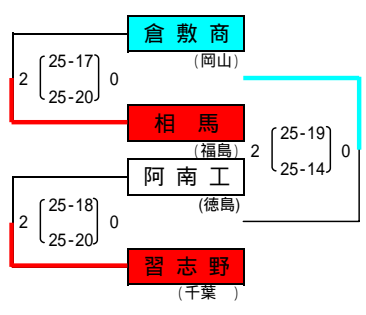 倉敷商
(岡山)
2 25-17 0
25-20
相馬
(福島)
2 25-19 0
25-14
阿南工
(徳島)
2 25-18 0
25-20
習志野
(千葉 )